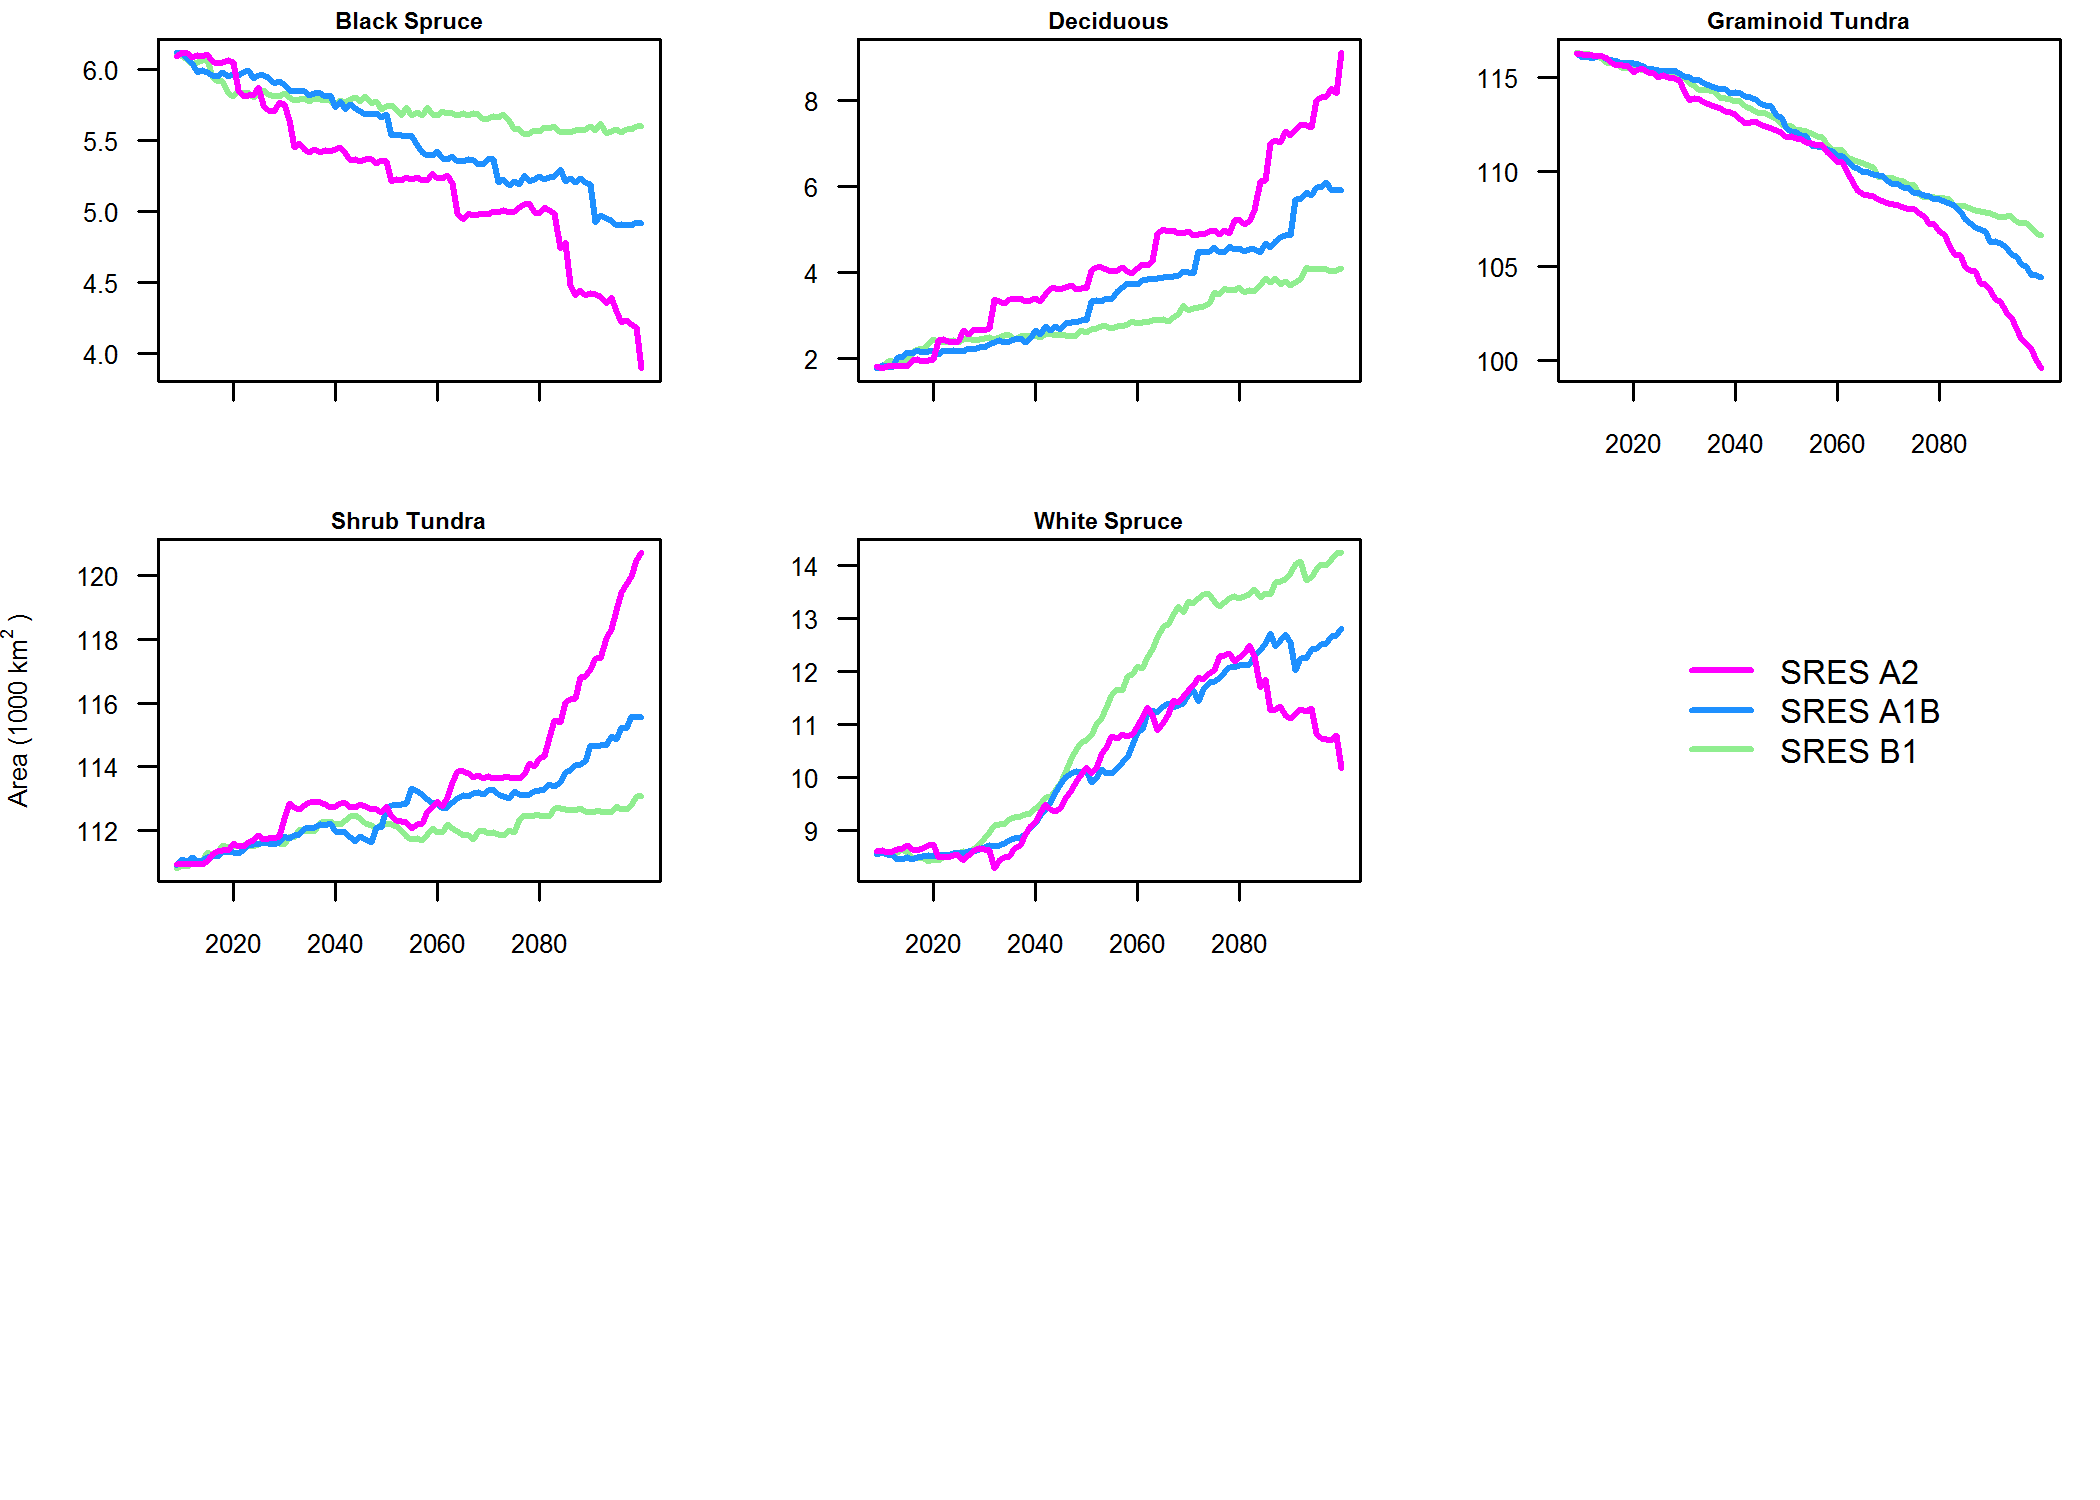 Black Spruce
6.0
5.5
5.0
4.5
4.0
Deciduous
8
6
4
2
Graminoid Tundra
115
110
105
100
2020 2040 2060 2080
Shrub Tundra
120
118
116
114
112
2020 2040 2060 2080
White Spruce
14
13
12
11
10
9
2020 2040 2060 2080
Area (1000 km² )
SRES A2
SRES A1B
SRES B1